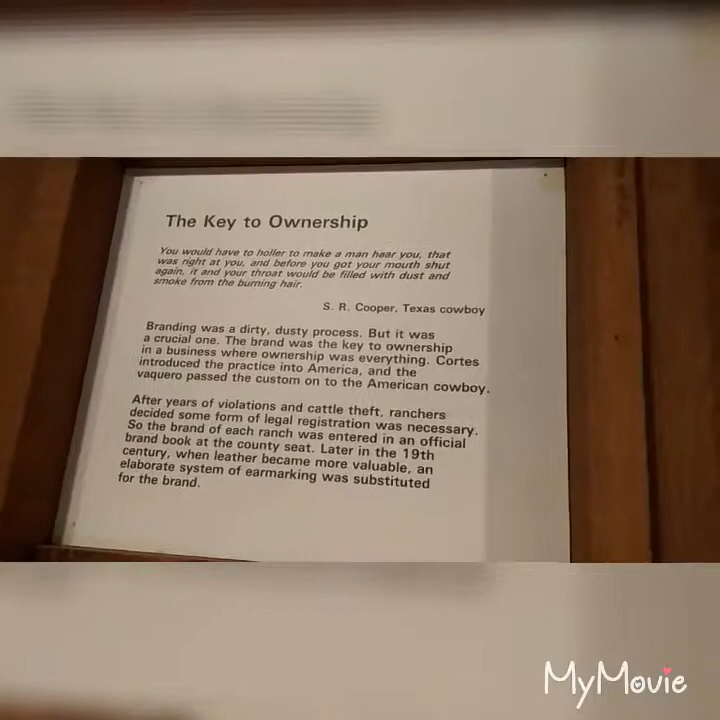 The Key to Ownership
You would have to holler to make a man hear you, that
was right at you, and before you got your mouth shut
again, it and your throat would be filled with dust and
smoke from the burning hair.
S. R. Cooper, Texas cowboy
Branding was a dirty, dusty process. But it was
a crucial one. The brand was the key to ownership
in a business where ownership was everything. Cortes
introduced the practice into America, and the
vaquero passed the custom on to the American cowboy.
After years of violations and cattle theft, ranchers
decided some form of legal registration was necessary.
So the brand of each ranch was entered in an official
brand book at the county seat. Later in the 19th
century, when leather became more valuable, an
elaborate system of earmarking was substituted
for the brand.
MyMovie